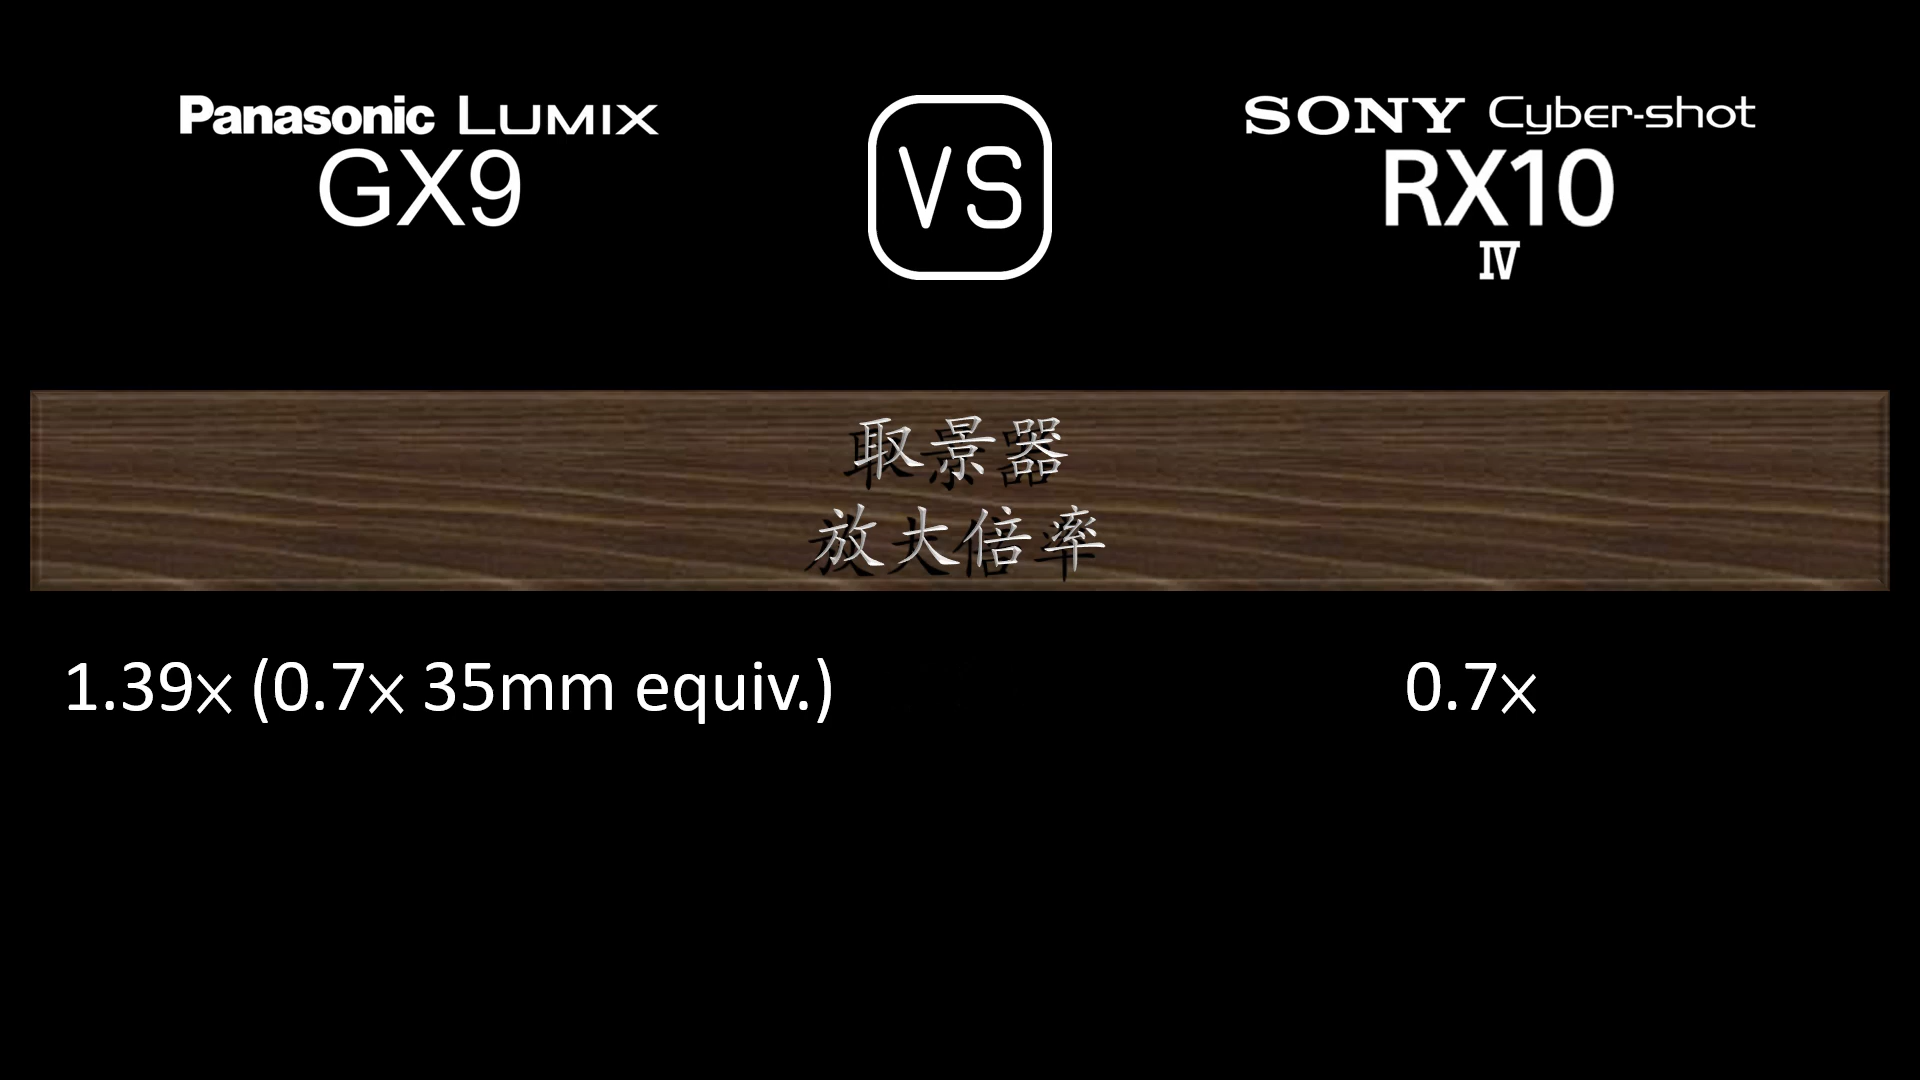 Panasonic LUMIX
GX9
VS
SONY Cyber-shot
RX10
IV
取景器
放大倍率
1.39x (0.7x 35mm equiv.)
0.7x